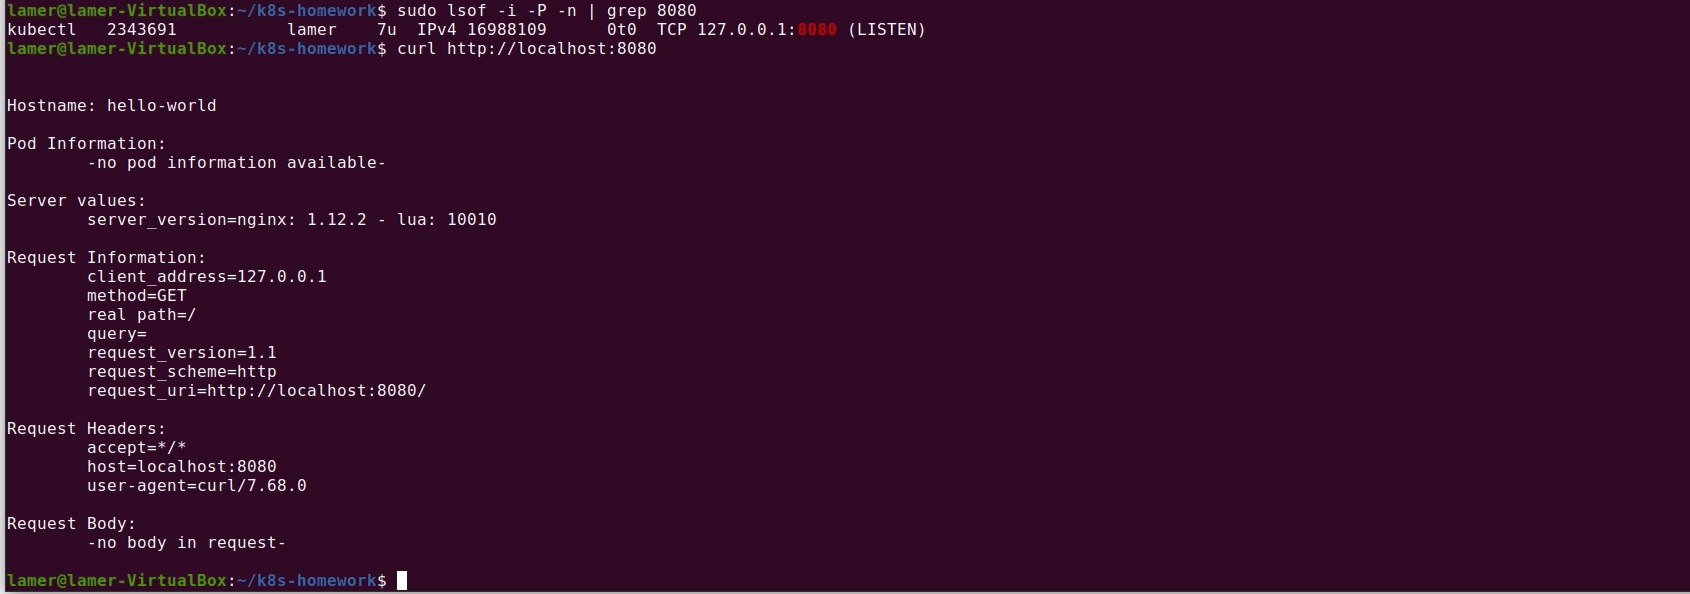 lamer@lamer-VirtualBox:~/k8s-homework$ sudo lsof -i -P -n | grep 8080
kubectl   2343691           lamer    7u  IPv4 16988109      0t0  TCP 127.0.0.1:8080 (LISTEN)
lamer@lamer-VirtualBox:~/k8s-homework$ curl http://localhost:8080
Hostname: hello-world
Pod Information:
        -no pod information available-
Server values:
        server_version=nginx: 1.12.2 - lua: 10010
Request Information:
        client_address=127.0.0.1
        method=GET
        real path=/
        query=
        request_version=1.1
        request_scheme=http
        request_uri=http://localhost:8080/
Request Headers:
        accept=*/*
        host=localhost:8080
        user-agent=curl/7.68.0
Request Body:
        -no body in request-
lamer@lamer-VirtualBox:~/k8s-homework$